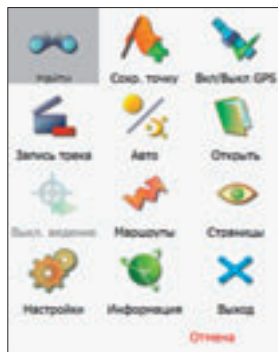 Найти
Сохр. точку
Вкл/Выкл GPS
Запись трека
Авто
Открыть
Выкл. ведение
Маршруты
Страницы
Настройки
Информация
Выход
Отмена